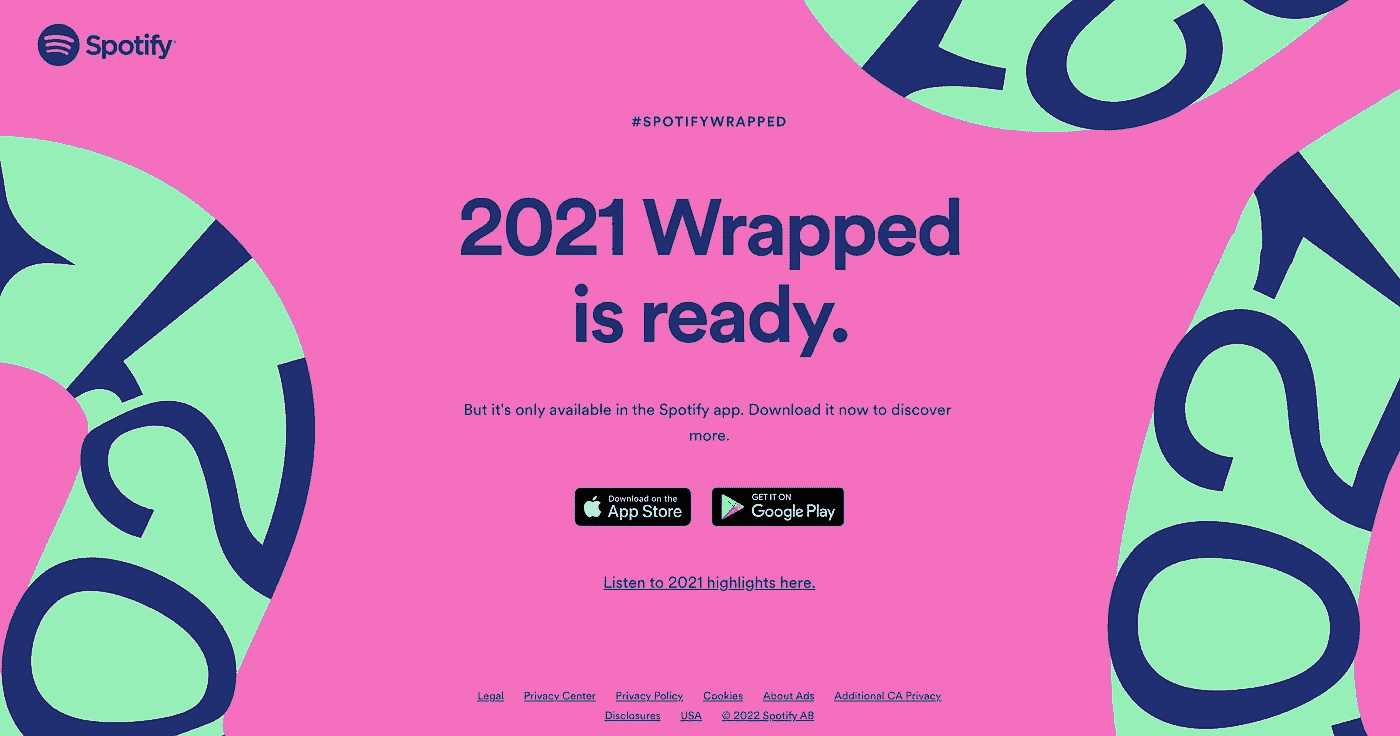 Spotify
#SPOTIFYWRAPPED
2021 Wrapped
is ready.
But it's only available in the Spotify app. Download it now to discover
more.
Download on the
App Store
GET IT ON
Google Play
Listen to 2021 highlights here.
Legal Privacy Center Privacy Policy Cookies About Ads Additional CA Privacy
Disclosures USA © 2022 Spotify AB